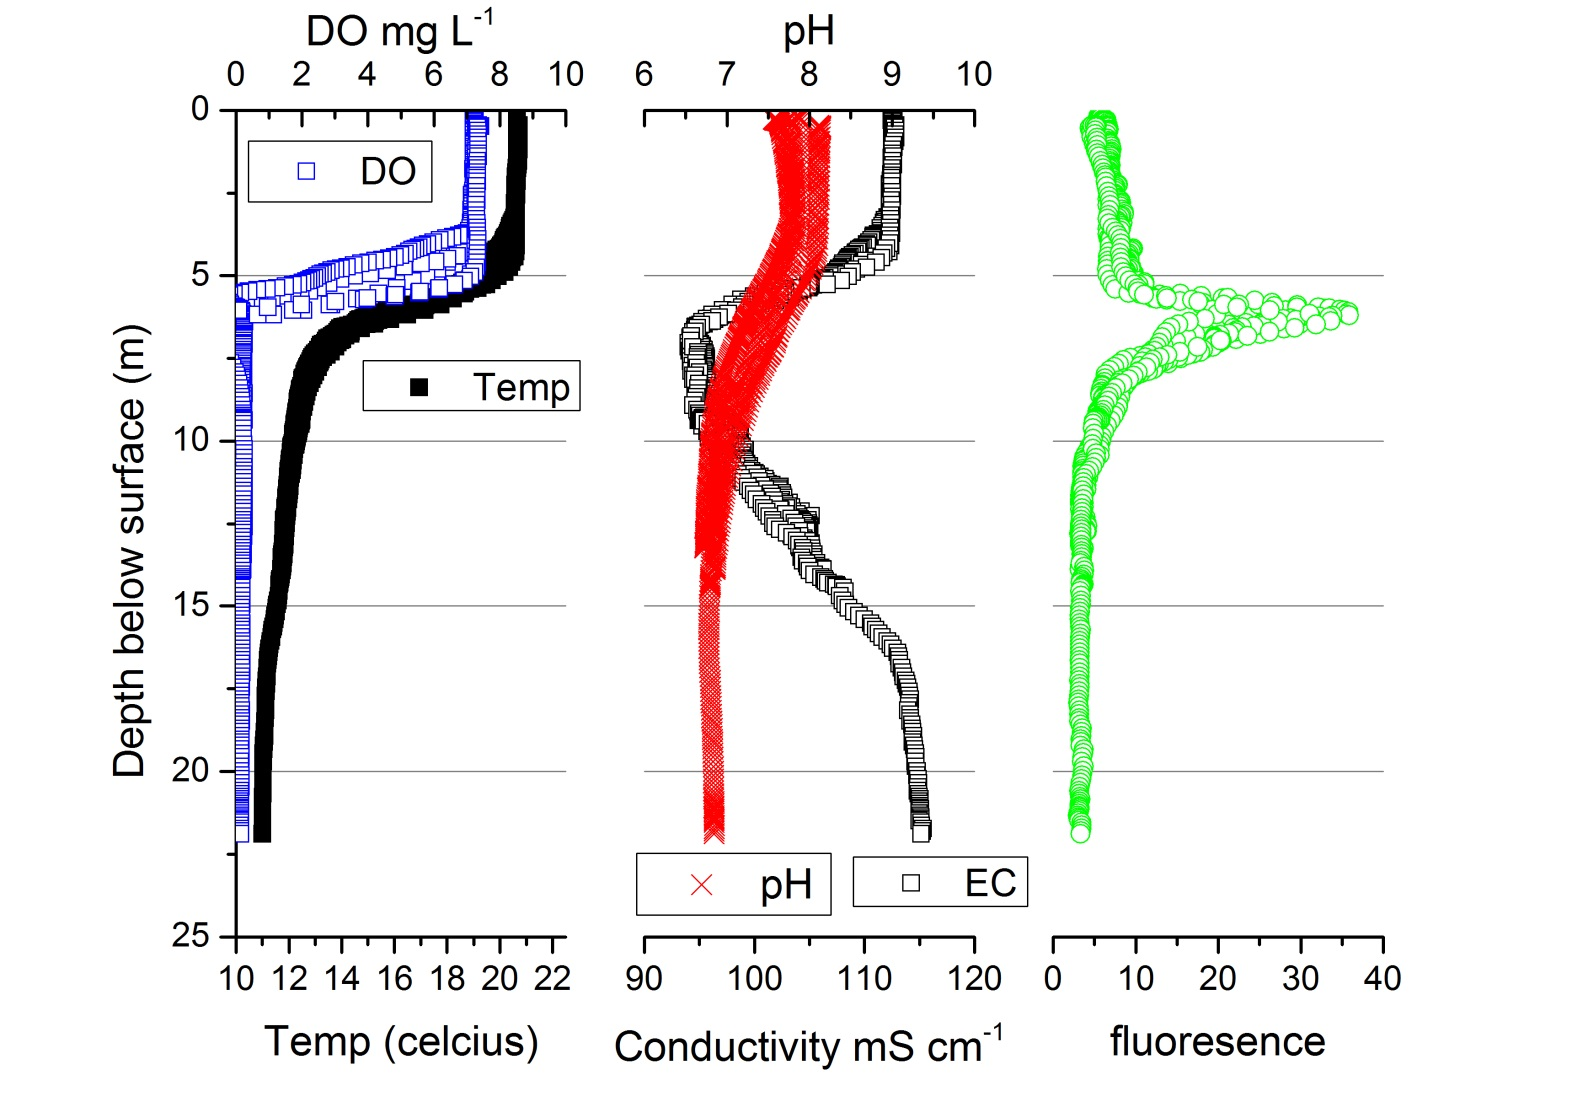 DO mg L⁻¹
pH
0 2 4 6 8 10
6 7 8 9 10
0
DO
5
Temp
10
15
20
pH
EC
25
Depth below surface (m)
10 12 14 16 18 20 22
90 100 110 120
0 10 20 30 40
Temp (celcius)
Conductivity mS cm⁻¹
fluoresence